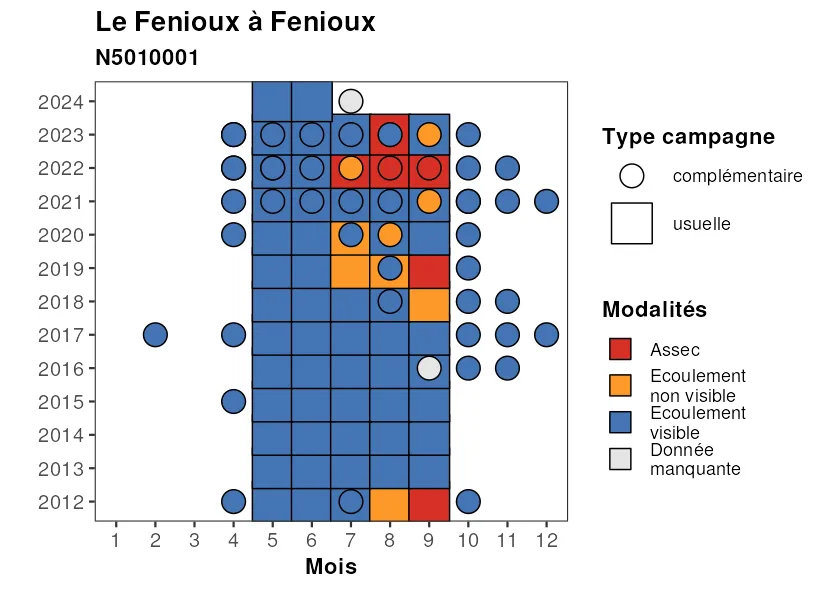 Le Fenioux à Fenioux
N5010001
2024
2023
2022
2021
2020
2019
2018
2017
2016
2015
2014
2013
2012
1 2 3 4 5 6 7 8 9 10 11 12
Mois
Type campagne
complémentaire
usuelle
Modalités
Assec
Ecoulement
non visible
Ecoulement
visible
Donnée
manquante